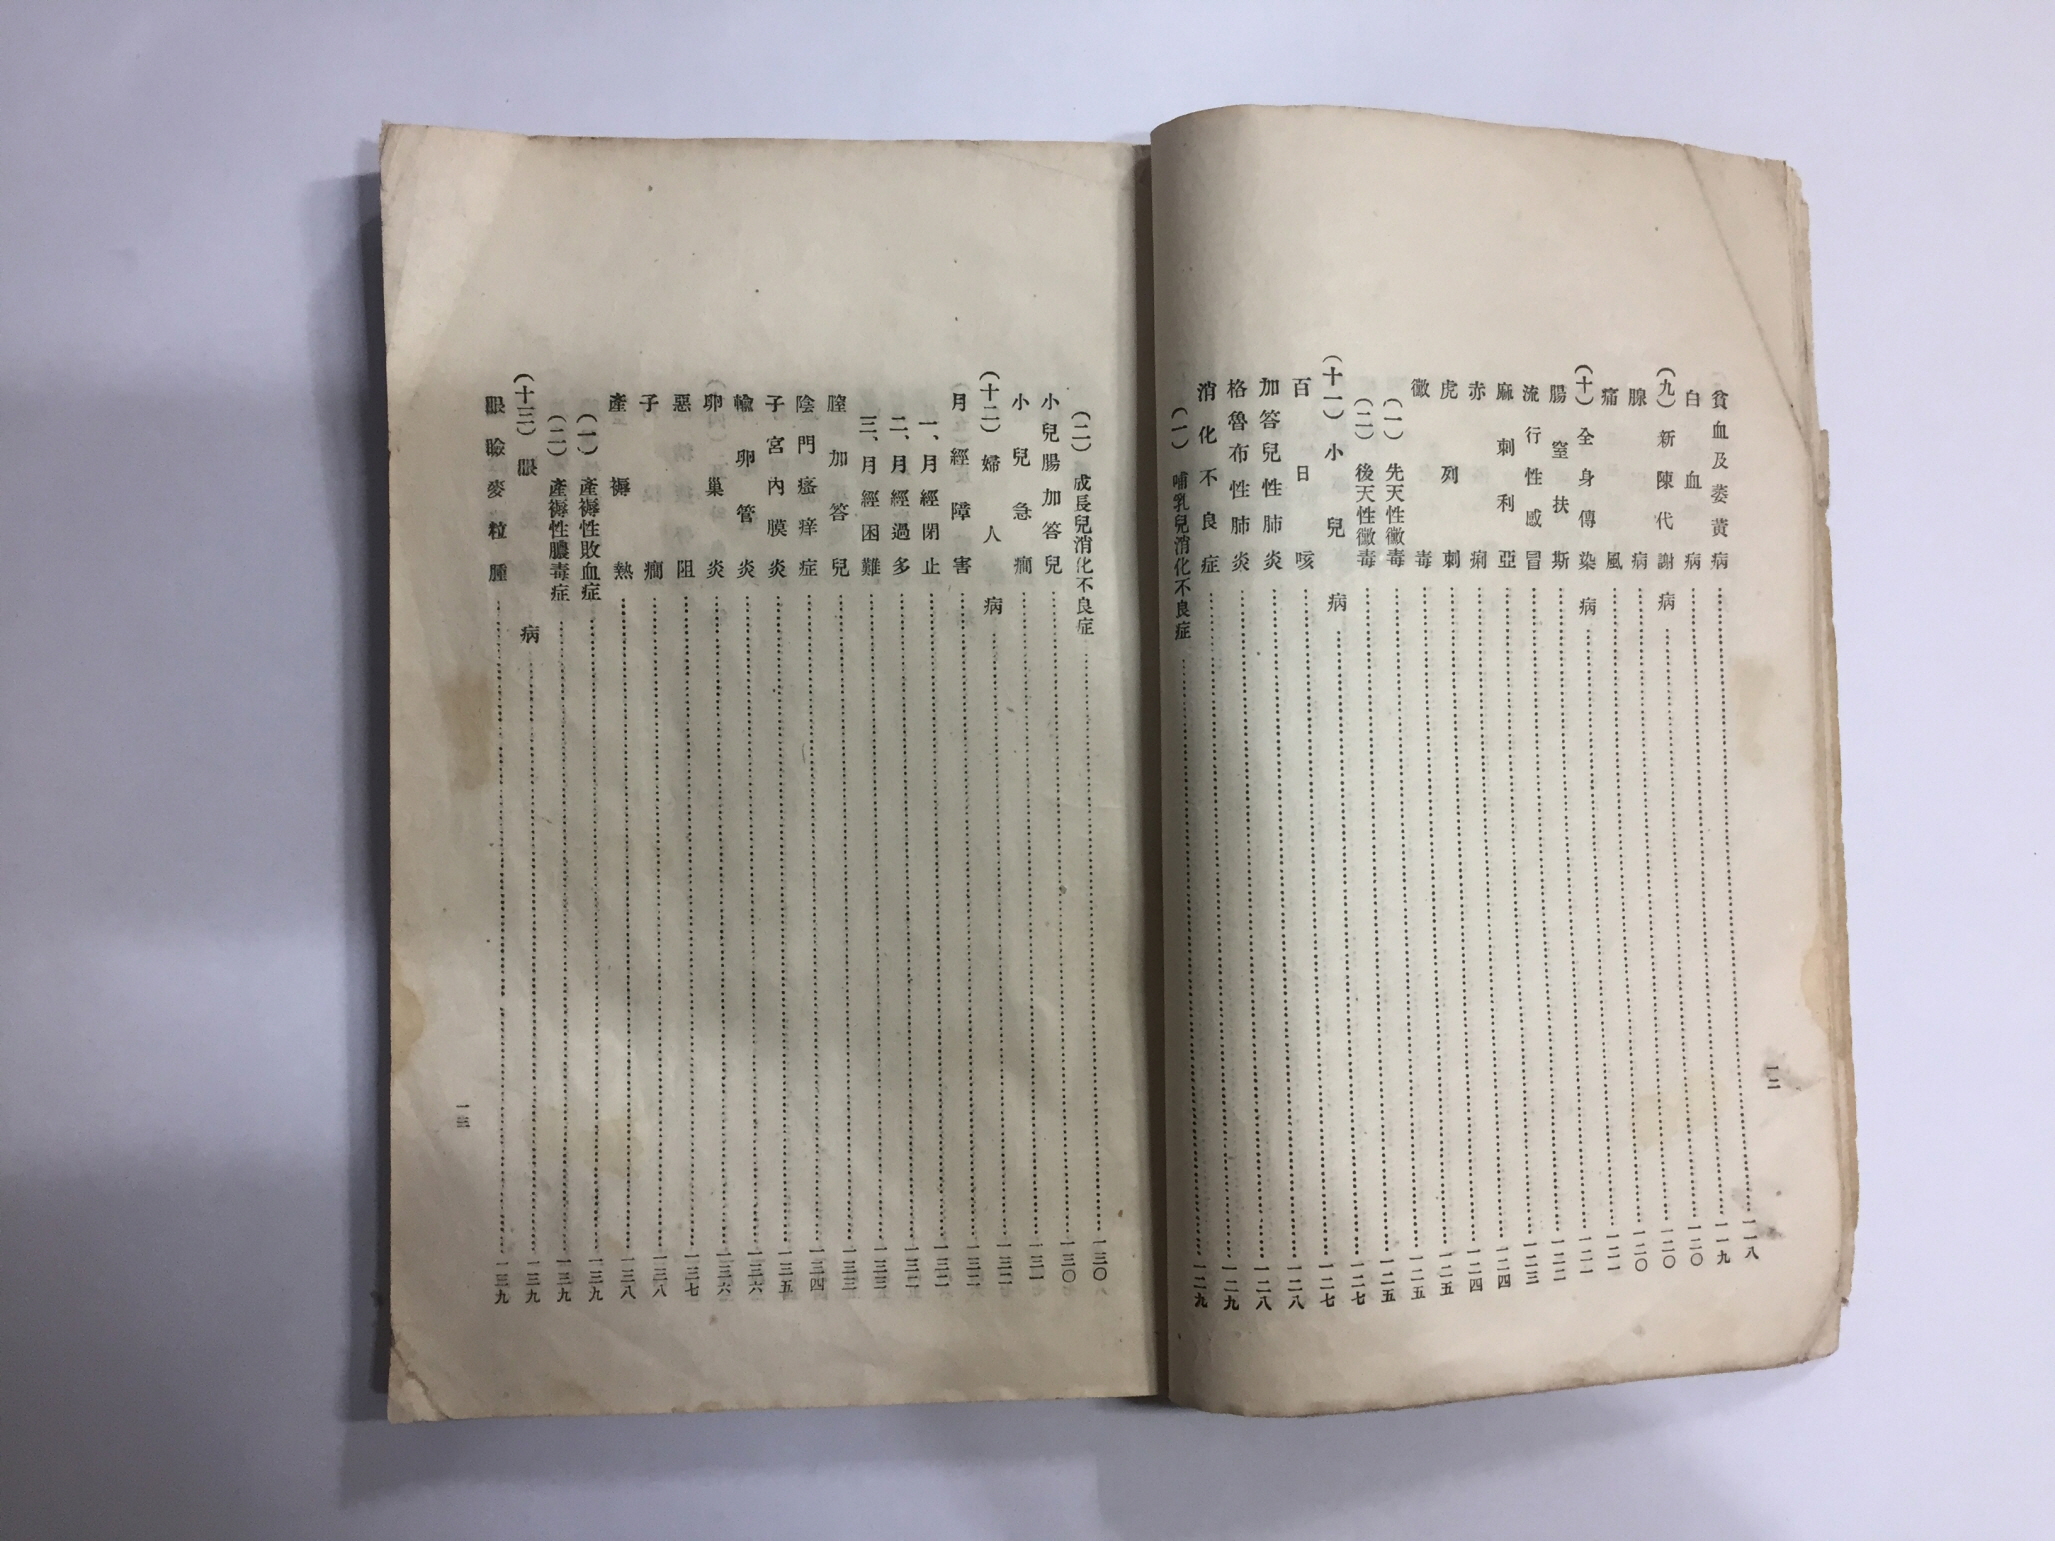 貧血及萎黃病……一一八
白血病……一一九
(九)新陳代謝病……一二〇
腺病……一二〇
痛風……一二〇
(十)全身傳染病……一二一
腸窒扶斯……一二一
流行性感冒……一二二
麻刺利亞……一二三
赤痢……一二四
虎列刺……一二四
黴毒……一二五
(一)先天性黴毒……一二五
(二)後天性黴毒……一二五
(十一)小兒病……一二七
百日咳……一二七
加答兒性肺炎……一二八
格魯布性肺炎……一二八
消化不良症……一二九
(一)哺乳兒消化不良症……一二九
一二
(二)成長兒消化不良症……一三〇
小兒腸加答兒……一三〇
小兒急癇……一三一
(十二)婦人病……一三二
月經障害……一三二
一、月經閉止……一三二
二、月經過多……一三二
三、月經困難……一三三
膣加答兒……一三三
陰門瘙痒症……一三四
子宮內膜炎……一三五
輸卵管炎……一三六
卵巢炎……一三六
惡阻……一三七
子癇……一三八
產褥熱……一三八
(一)產褥性敗血症……一三九
(二)產褥性膿毒症……一三九
(十三)眼病……一三九
眼瞼麥粒腫……一三九
一三